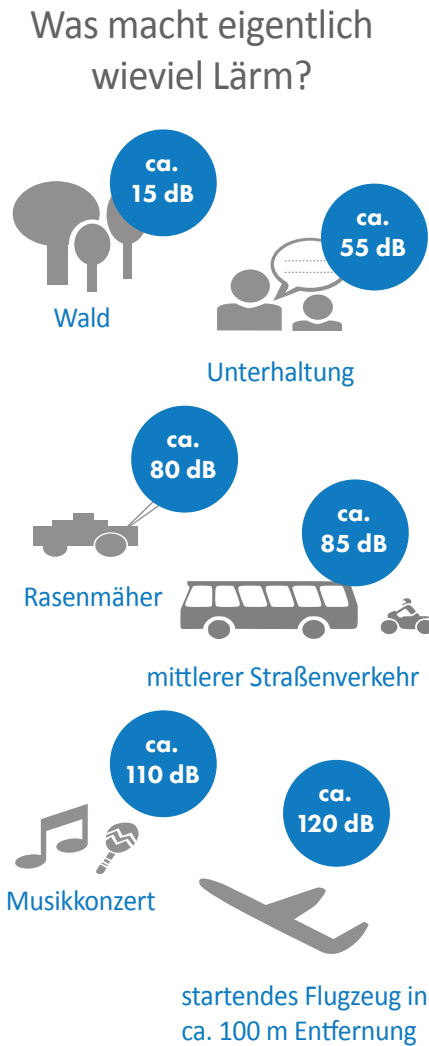 Was macht eigentlich
wieviel Lärm?
ca.
15 dB
Wald
ca.
55 dB
Unterhaltung
ca.
80 dB
Rasenmäher
ca.
85 dB
mittlerer Straßenverkehr
ca.
110 dB
Musikkonzert
ca.
120 dB
startendes Flugzeug in
ca. 100 m Entfernung